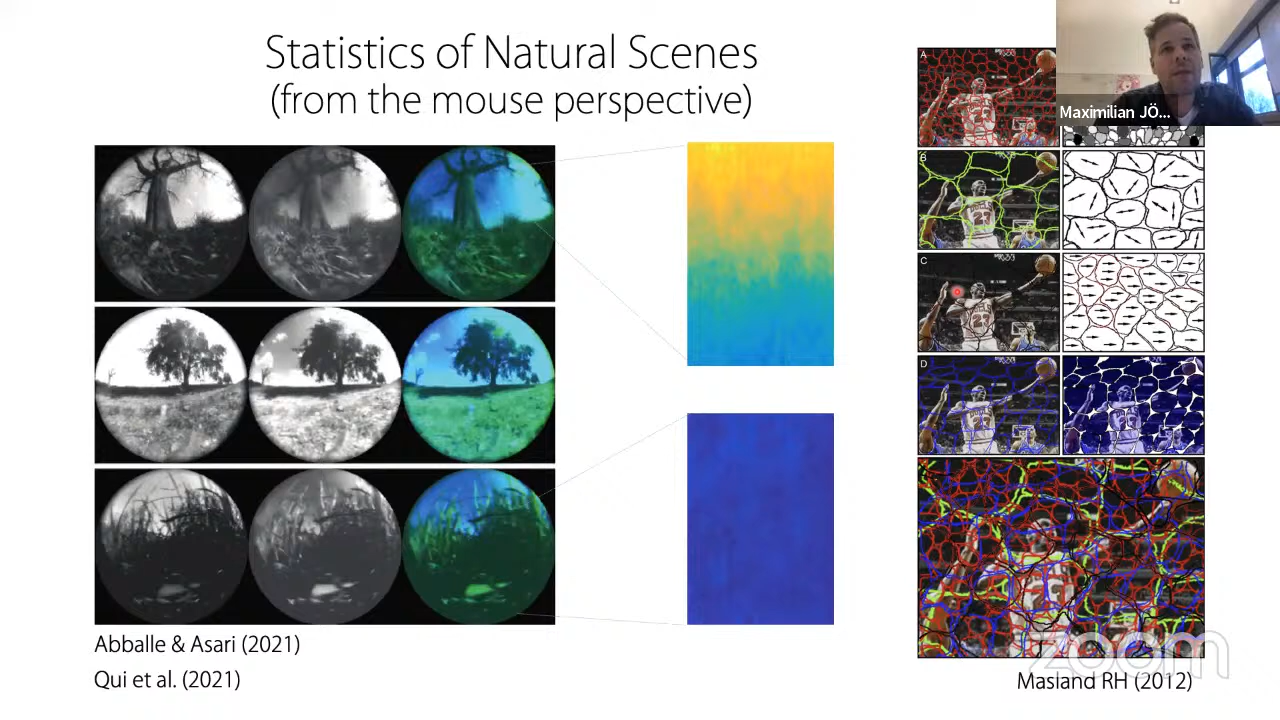 Statistics of Natural Scenes
(from the mouse perspective)
Maximilian JÖ...
A
B
C
D
23
Abballe & Asari (2021)
Qui et al. (2021)
Masland RH (2012)
zoom